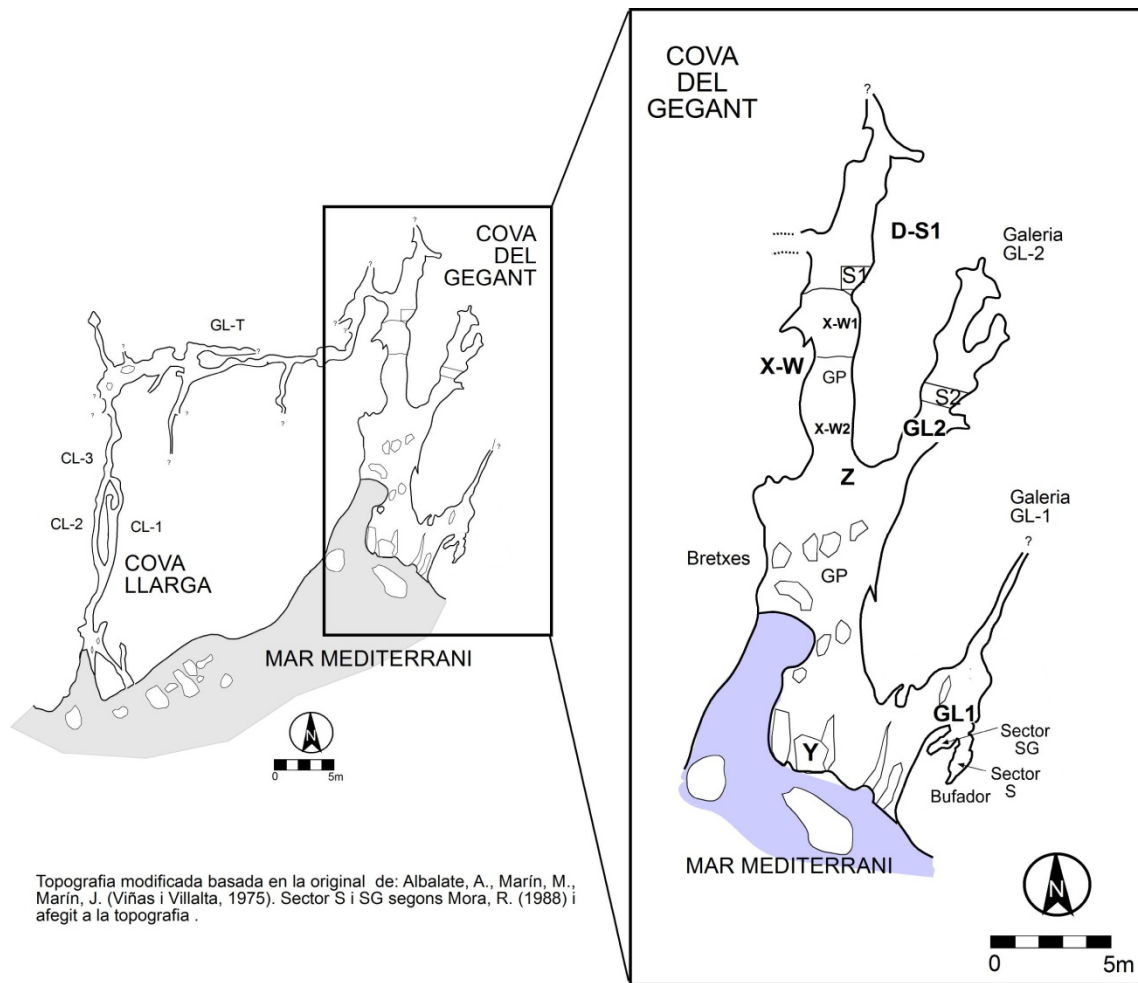 COVA
DEL
GEGANT
?
GL-T
?
?
?
?
?
?
?
?
?
CL-3
CL-2
CL-1
COVA
LLARGA
?
MAR MEDITERRANI
N
0 5m
Topografia modificada basada en la original de: Albalate, A., Marín, M.,
Marín, J. (Viñas i Villalta, 1975). Sector S i SG segons Mora, R. (1988) i
afegit a la topografia .
COVA
DEL
GEGANT
?
D-S1
Galeria
GL-2
S1
X-W1
X-W
GP
S2
X-W2
GL2
Z
Galeria
GL-1
?
Bretxes
GP
GL1
Sector
SG
Y
Sector
S
Bufador
MAR MEDITERRANI
N
0 5m